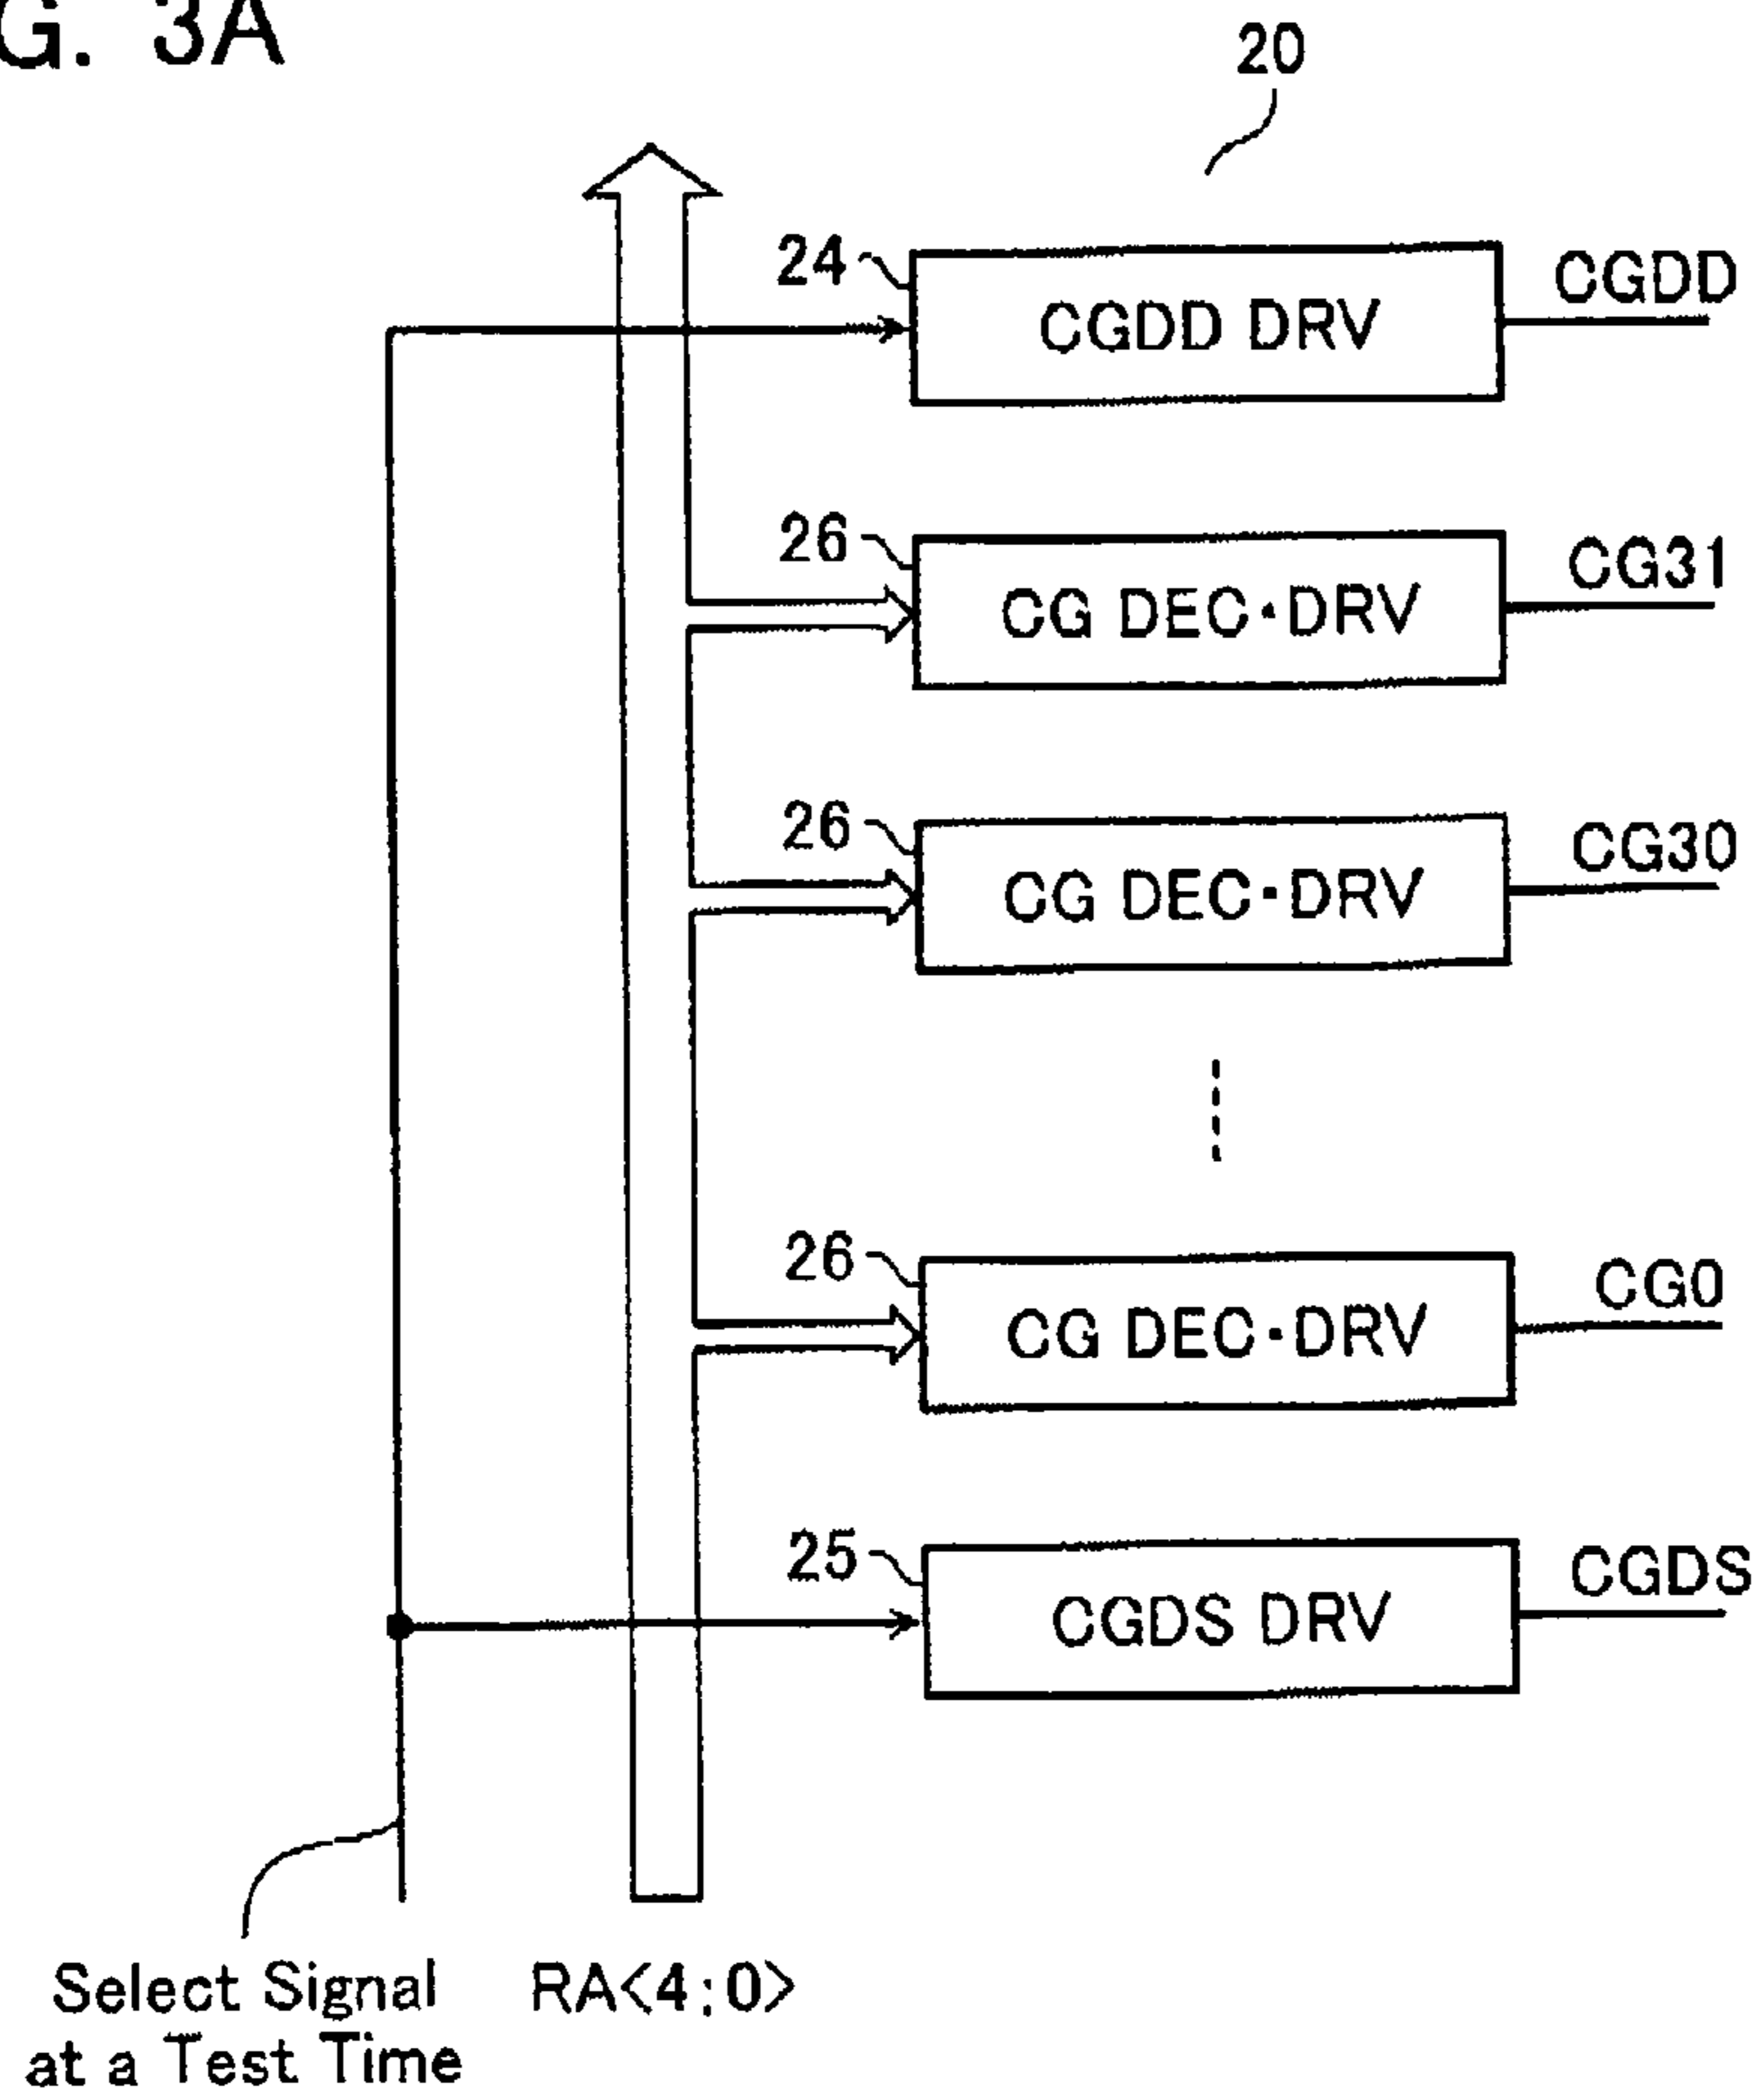 G. 3A
20
24
CGDD DRV
CGDD
26
CG DEC·DRV
CG31
26
CG DEC·DRV
CG30
26
CG DEC·DRV
CG0
25
CGDS DRV
CGDS
Select Signal
at a Test Time
RA<4:0>